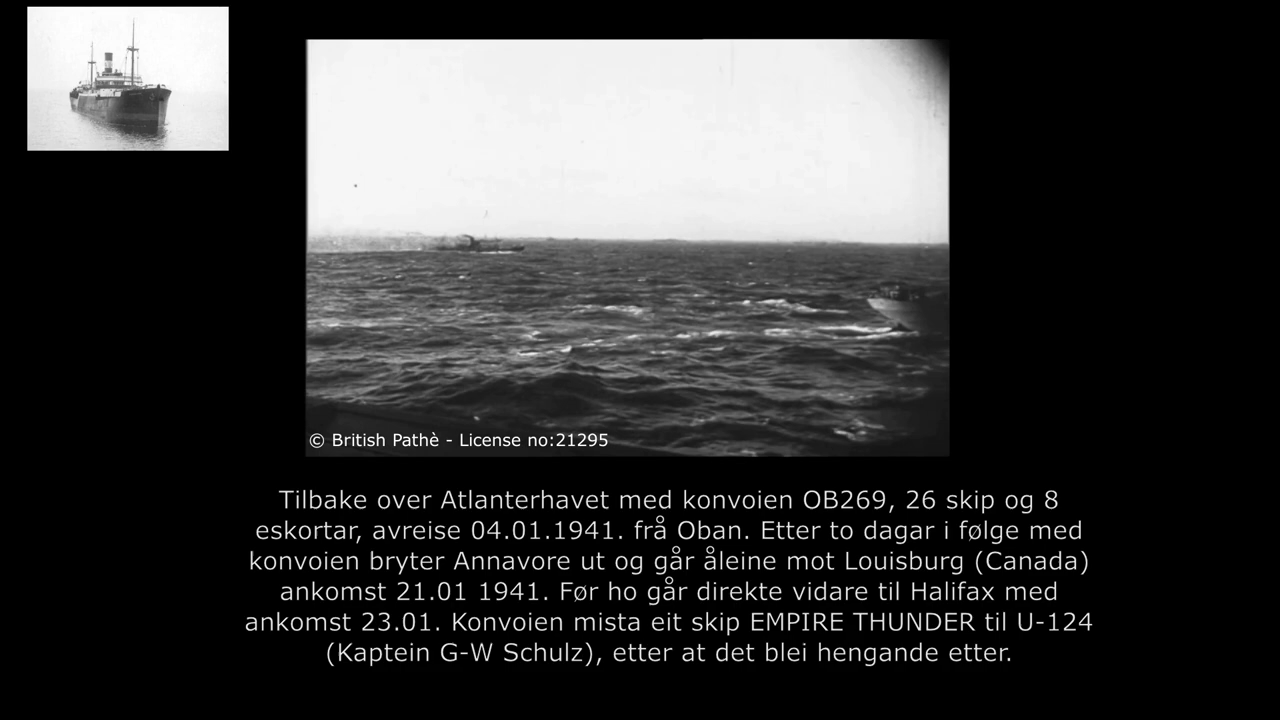 © British Pathè - License no:21295
Tilbake over Atlanterhavet med konvoien OB269, 26 skip og 8
eskortar, avreise 04.01.1941. frå Oban. Etter to dagar i følge med
konvoien bryter Annavore ut og går åleine mot Louisburg (Canada)
ankomst 21.01 1941. Før ho går direkte vidare til Halifax med
ankomst 23.01. Konvoien mista eit skip EMPIRE THUNDER til U-124
(Kaptein G-W Schulz), etter at det blei hengande etter.